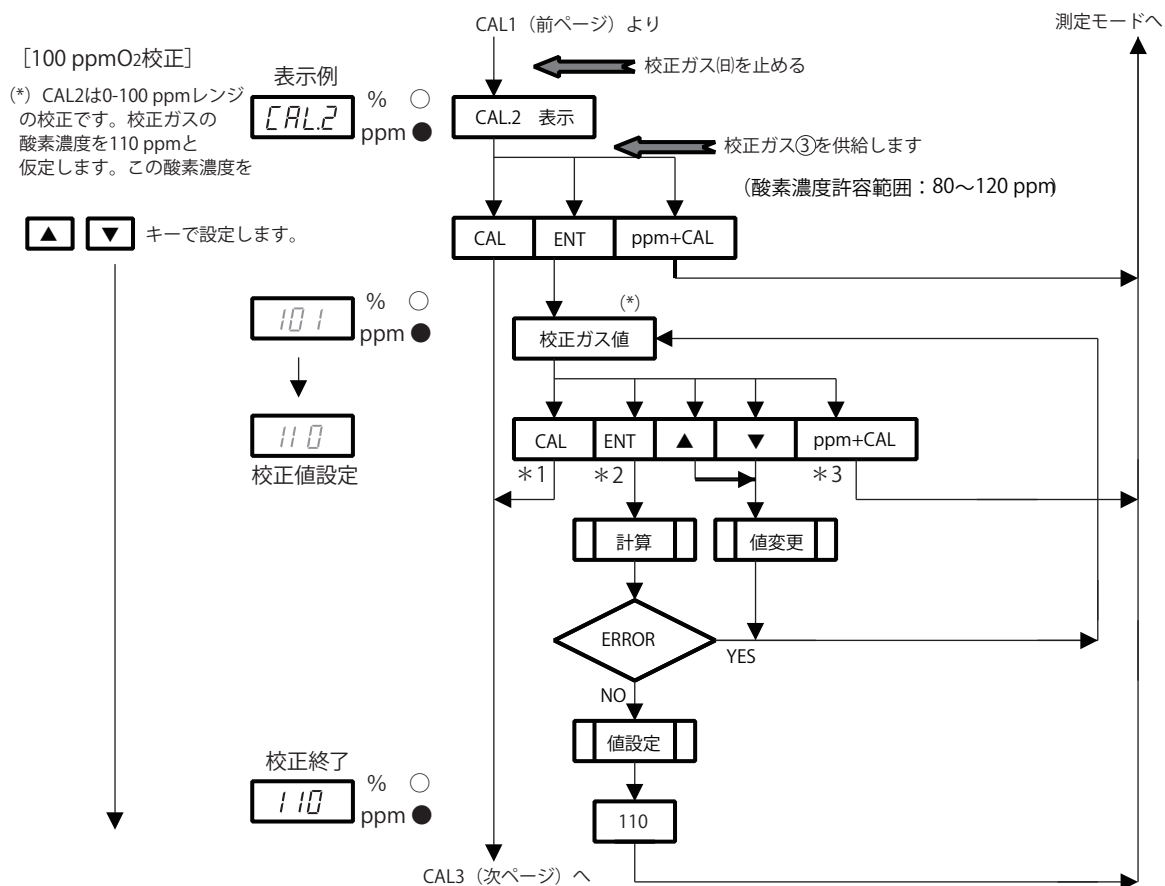 CAL1（前ページ）より
測定モードへ
［100 ppmO2校正］
校正ガス㈰を止める
表示例
(*) CAL2は0-100 ppmレンジ
の校正です。校正ガスの
酸素濃度を110 ppmと
仮定します。この酸素濃度を
CAL.2
% ○
ppm ●
CAL.2 表示
校正ガス③を供給します
（酸素濃度許容範囲：80〜120 ppm）
▲ ▼ キーで設定します。
CAL ENT ppm+CAL
101
% ○
ppm ●
(*)
校正ガス値
110
校正値設定
CAL ENT ▲ ▼ ppm+CAL
＊1 ＊2 ＊3
計算 値変更
ERROR
YES
NO
値設定
校正終了
110
% ○
ppm ●
110
CAL3（次ページ）へ